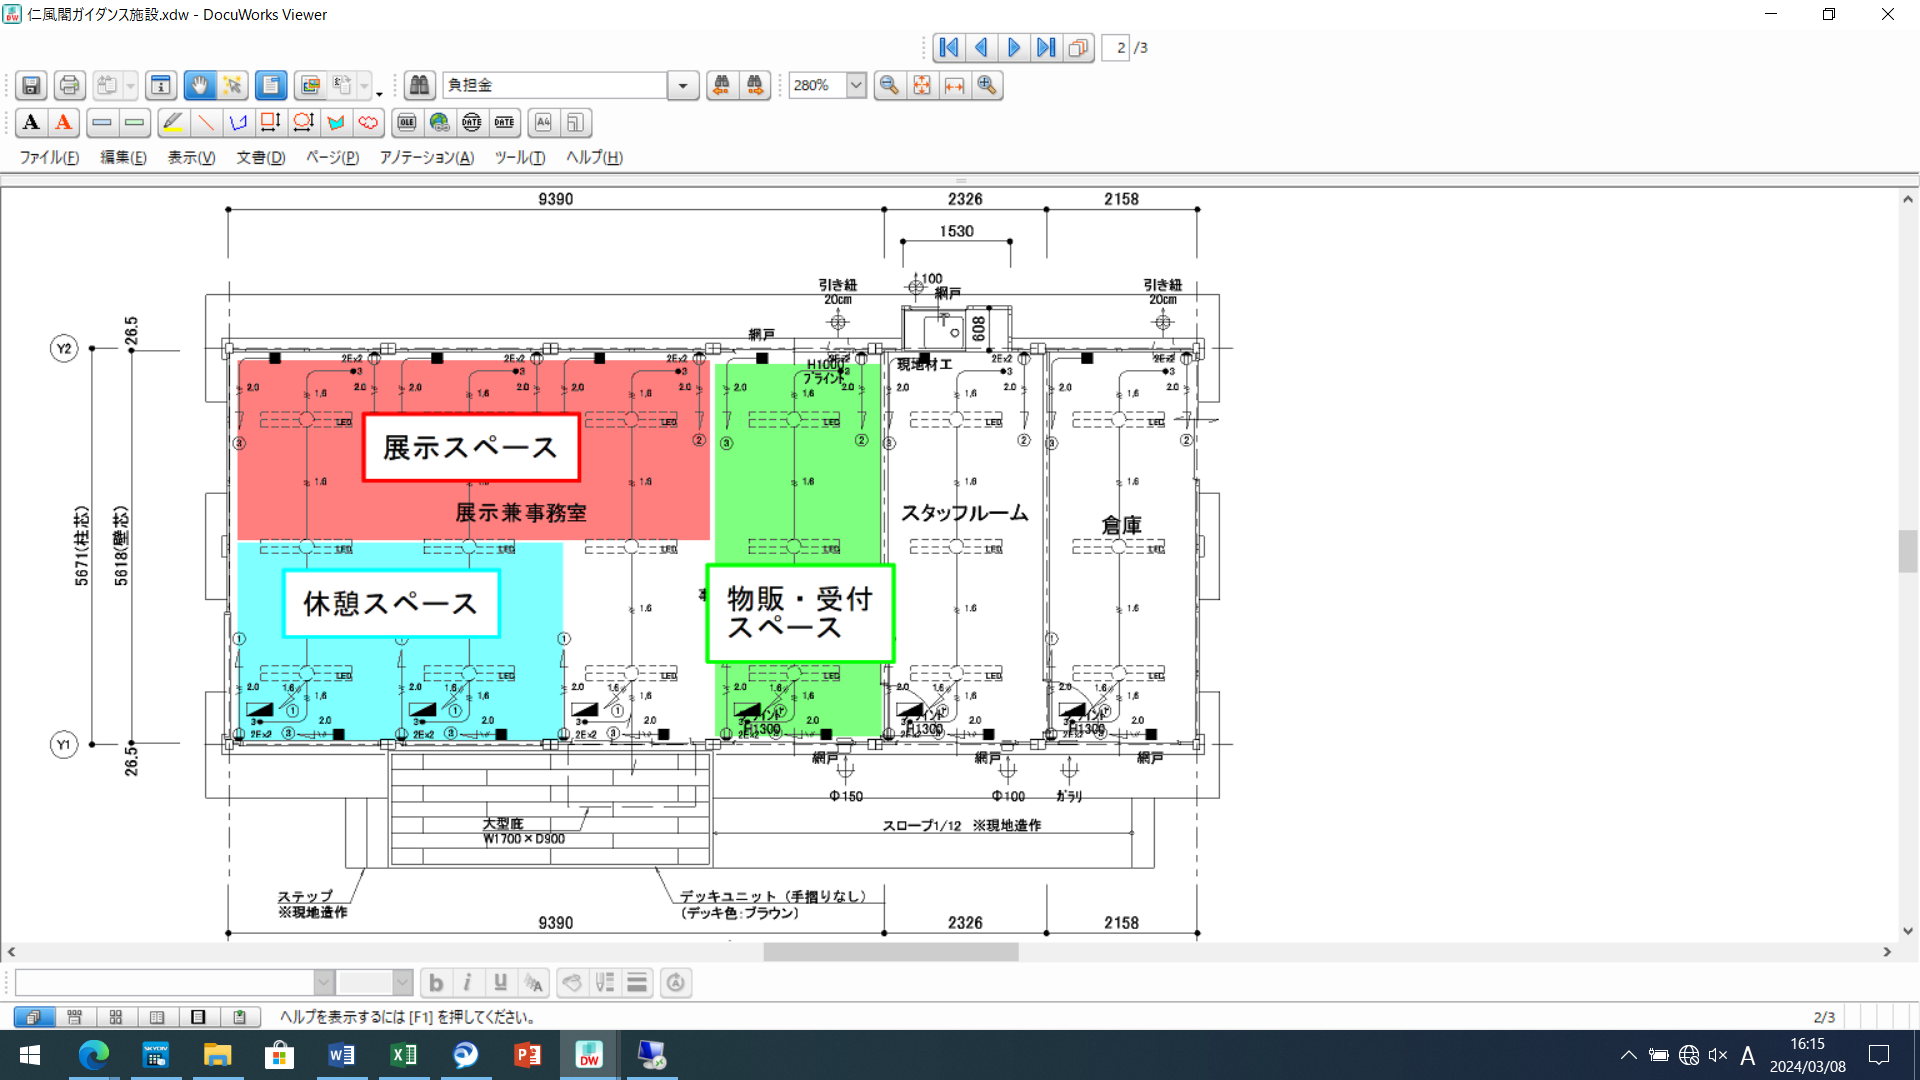 仁風閣ガイダンス施設.xdw - DocuWorks Viewer
2 /3
負担金
280%
A A
OLE DATE DATE A4
ファイル(F) 編集(E) 表示(V) 文書(D) ページ(P) アノテーション(A) ツール(T) ヘルプ(H)
9390 2326 2158
1530
引き紐
20cm
100
網戸
引き紐
20cm
網戸
608
Y2
26.5
現地材工
H1000
ブラインド
展示スペース
展示兼事務室
スタッフルーム
倉庫
5671(柱芯)
5618(壁芯)
休憩スペース
物販・受付
スペース
Y1
26.5
H1300
H1300
網戸 網戸 網戸
Φ150 Φ100 ガラリ
大型庇
W1700×D900
スロープ1/12 ※現地造作
ステップ
※現地造作
デッキユニット(手摺りなし)
(デッキ色:ブラウン)
9390 2326 2158
b i u A
ヘルプを表示するには [F1] を押してください。
2/3
16:15
2024/03/08
A